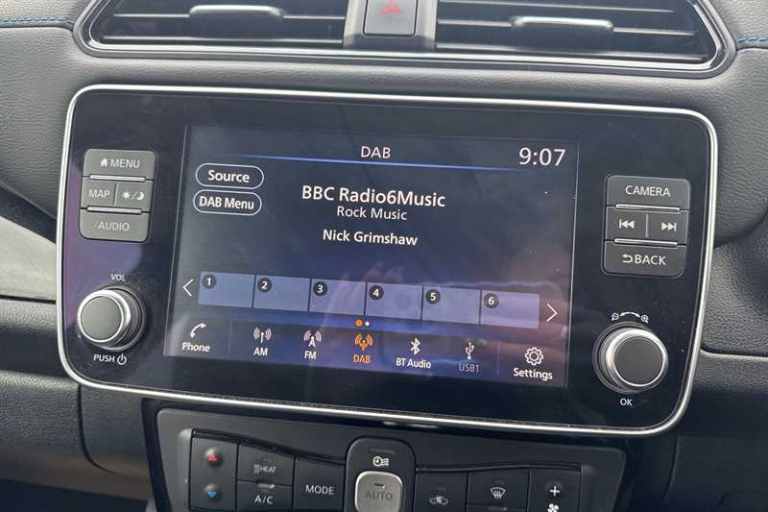 DAB
9:07
Source
DAB Menu
BBC Radio6Music
Rock Music
Nick Grimshaw
1 2 3 4 5 6
Phone
AM
FM
DAB
BT Audio
USB1
Settings
MENU
MAP
/AUDIO
VOL
PUSH
CAMERA
BACK
OK
HEAT
A/C
MODE
AUTO